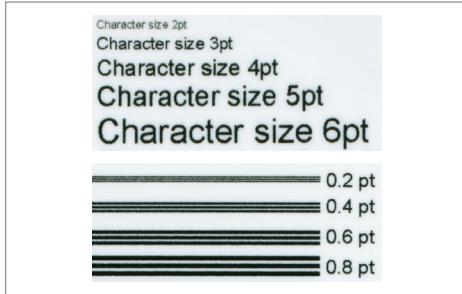 Character size 2pt
Character size 3pt
Character size 4pt
Character size 5pt
Character size 6pt
0.2 pt
0.4 pt
0.6 pt
0.8 pt